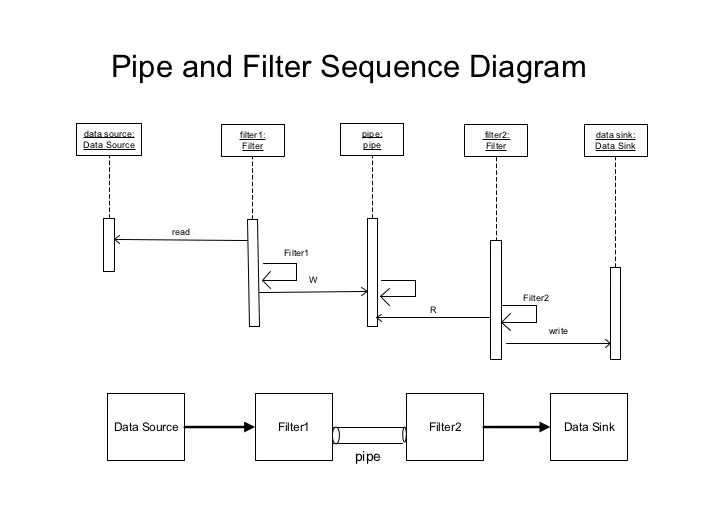 Pipe and Filter Sequence Diagram
data source:
Data Source
filter1:
Filter
pipe:
pipe
filter2:
Filter
data sink:
Data Sink
read
Filter1
W
Filter2
R
write
Data Source
Filter1
Filter2
Data Sink
pipe